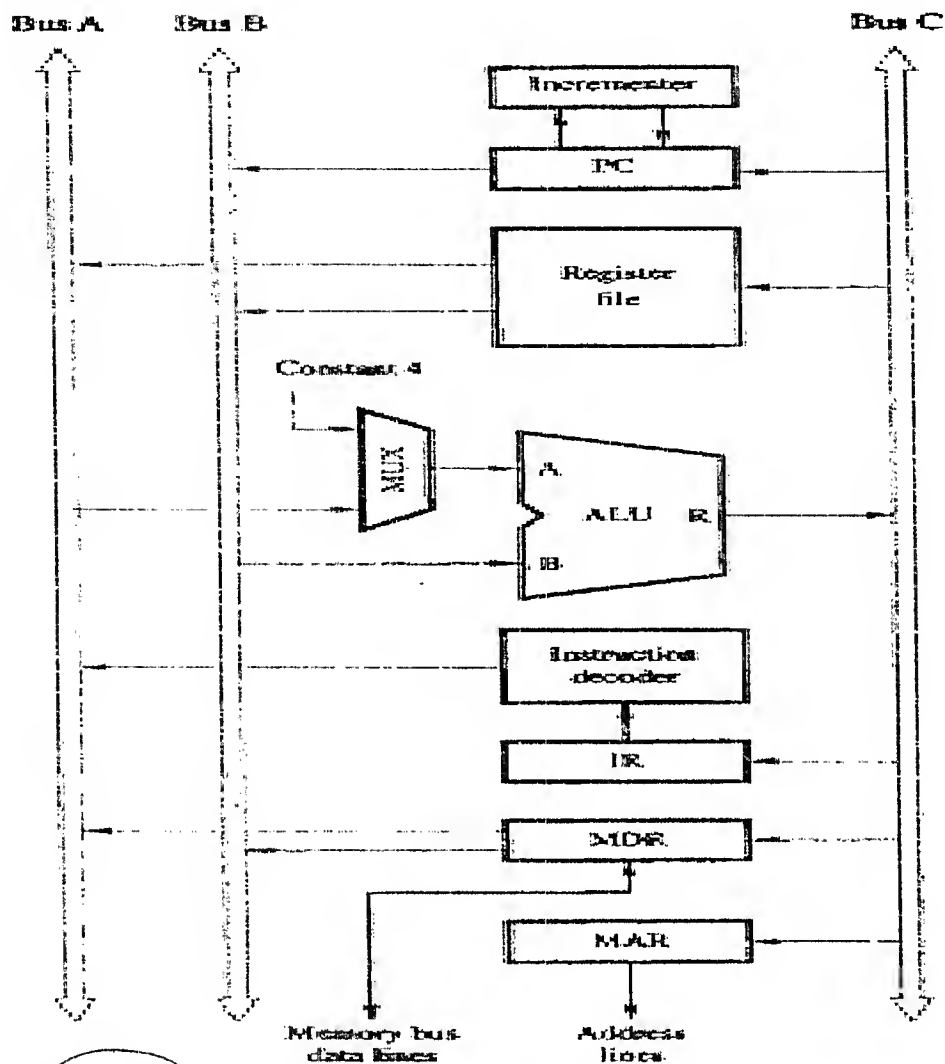 Bus A
Bus B
Bus C
Incrementer
PC
Register
file
Constant 4
MUX
A
ALU
R
B
Instruction
decoder
IR
MDR
MAR
Memory bus
data lines
Address
lines